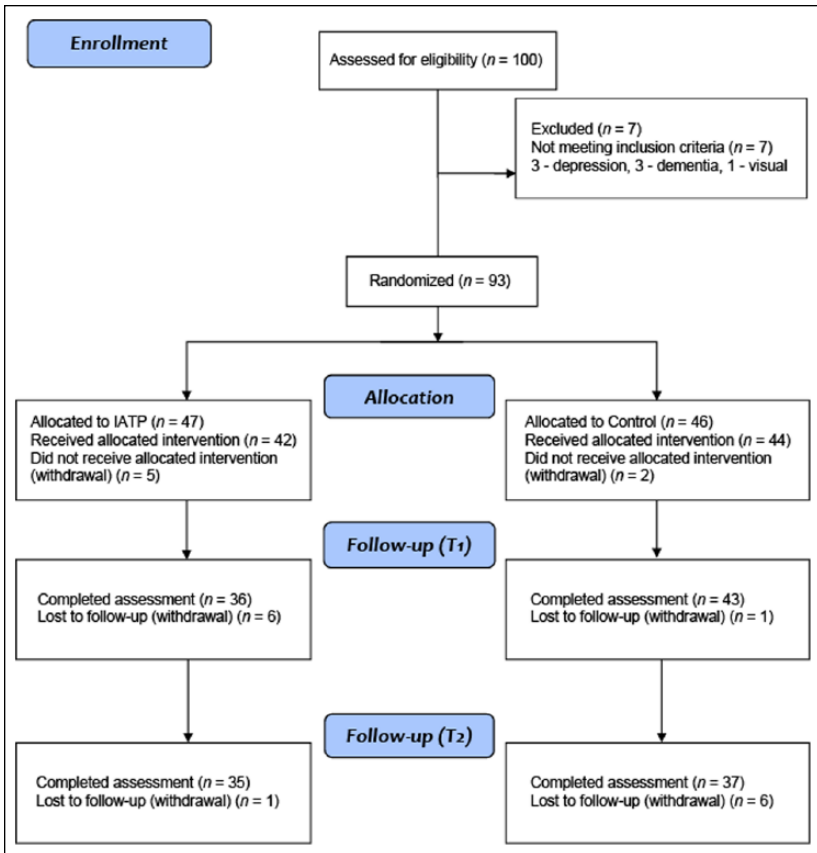 Enrollment
Assessed for eligibility (n = 100)
Excluded (n = 7)
Not meeting inclusion criteria (n = 7)
3 - depression, 3 - dementia, 1 - visual
Randomized (n = 93)
Allocation
Allocated to IATP (n = 47)
Received allocated intervention (n = 42)
Did not receive allocated intervention
(withdrawal) (n = 5)
Allocated to Control (n = 46)
Received allocated intervention (n = 44)
Did not receive allocated intervention
(withdrawal) (n = 2)
Follow-up (T1)
Completed assessment (n = 36)
Lost to follow-up (withdrawal) (n = 6)
Completed assessment (n = 43)
Lost to follow-up (withdrawal) (n = 1)
Follow-up (T2)
Completed assessment (n = 35)
Lost to follow-up (withdrawal) (n = 1)
Completed assessment (n = 37)
Lost to follow-up (withdrawal) (n = 6)